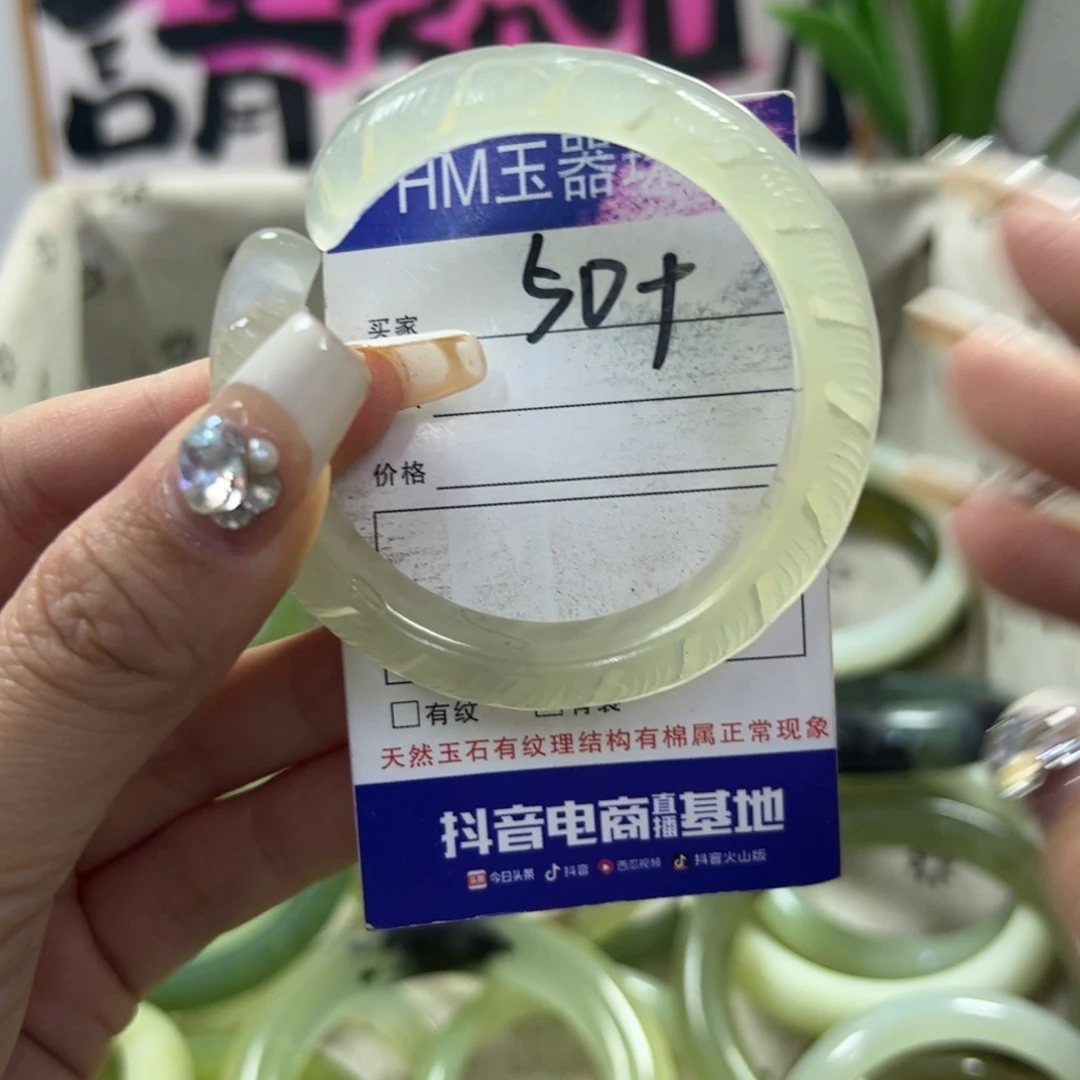 請
HM玉器
50+
买家
价格
有纹
天然玉石有纹理结构有棉属正常现象
抖音电商直播基地
今日头条 抖音 西瓜视频 抖音火山版